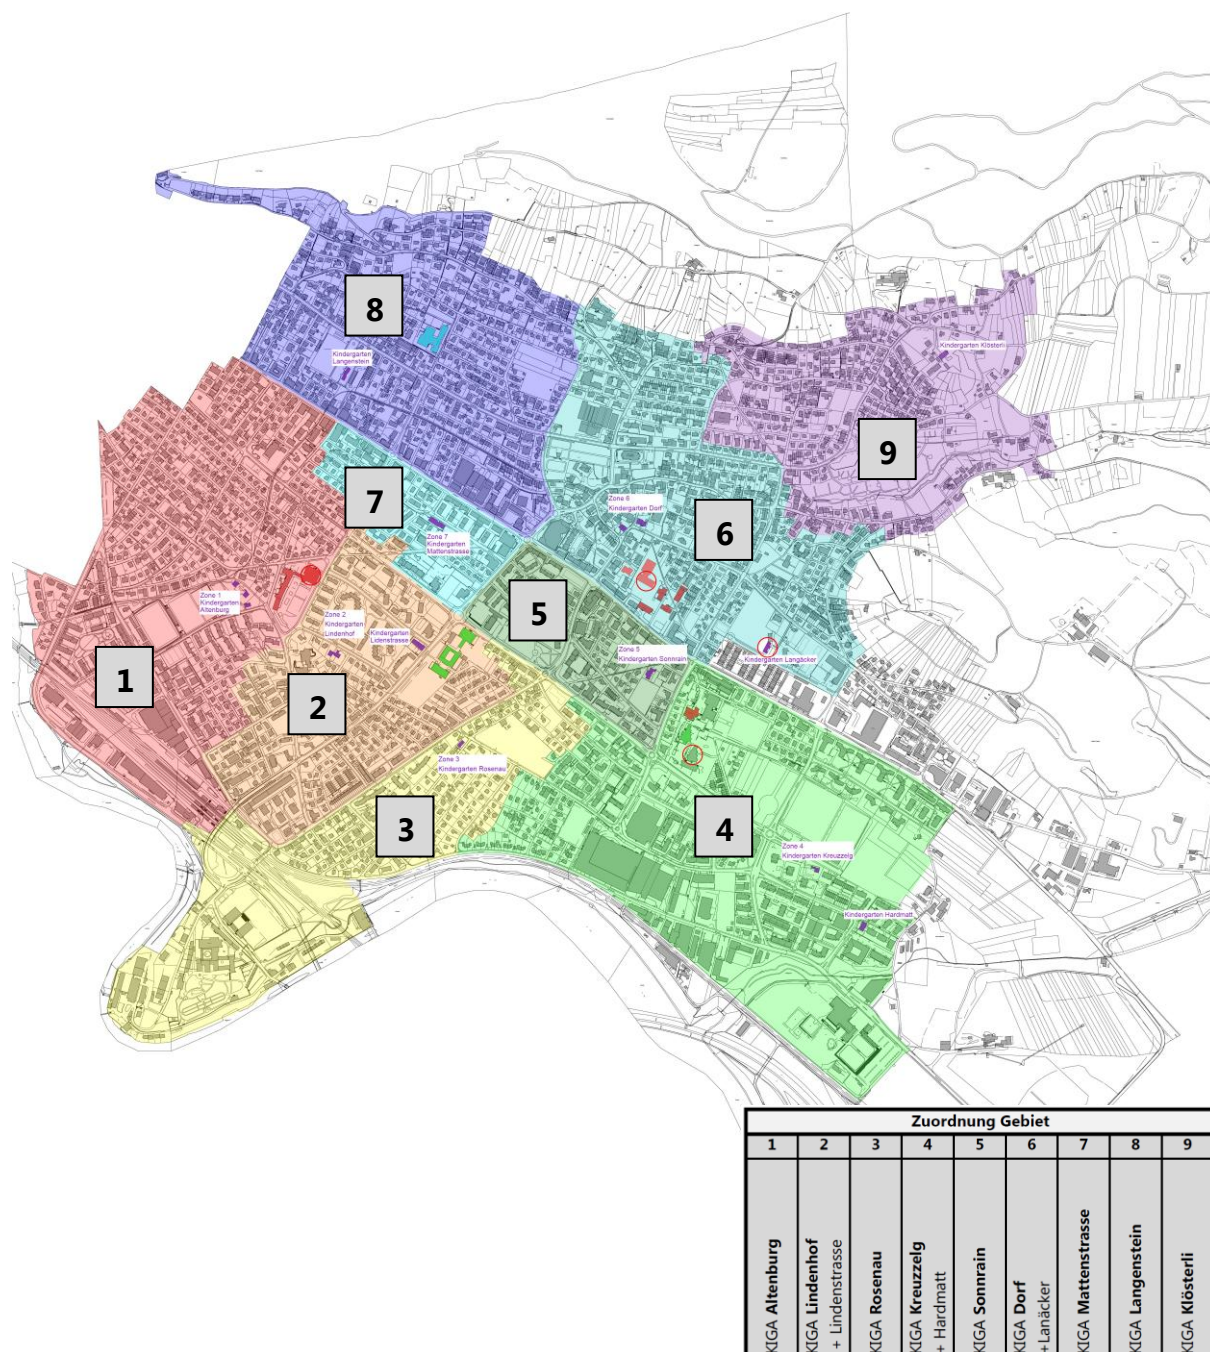 8
Kindergarten
Langenstein
Kindergarten Klösterli
9
7
Zone 7
Kindergarten
Mattenstrasse
Zone 6
Kindergarten Dorf
6
Zone 1
Kindergarten
Altenburg
Zone 2
Kindergarten
Lindenhof
Kindergarten
Lidenstrasse
5
Zone 5
Kindergarten Sonnrain
Kindergarten Langäcker
1
2
Zone 3
Kindergarten Rosenau
3
4
Zone 4
Kindergarten Kreuzzelg
Kindergarten Hardmatt
Zuordnung Gebiet
1 2 3 4 5 6 7 8 9
KIGA Altenburg
KIGA Lindenhof
+ Lindenstrasse
KIGA Rosenau
KIGA Kreuzzelg
+ Hardmatt
KIGA Sonnrain
KIGA Dorf
+Lanäcker
KIGA Mattenstrasse
KIGA Langenstein
KIGA Klösterli